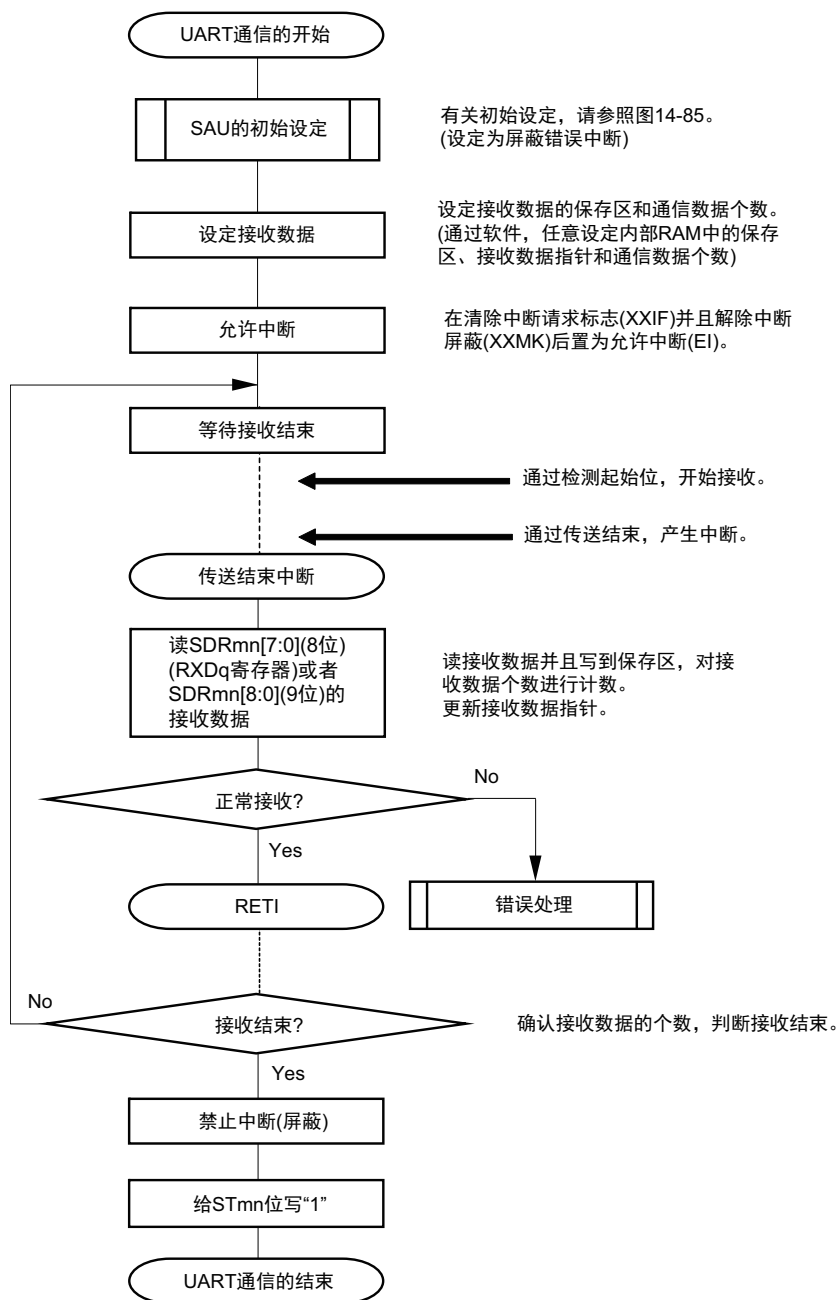 UART通信的开始
SAU的初始设定
有关初始设定，请参照图14-85。
(设定为屏蔽错误中断)
设定接收数据
设定接收数据的保存区和通信数据个数。
(通过软件，任意设定内部RAM中的保存
区、接收数据指针和通信数据个数)
允许中断
在清除中断请求标志(XXIF)并且解除中断
屏蔽(XXMK)后置为允许中断(EI)。
等待接收结束
通过检测起始位，开始接收。
通过传送结束，产生中断。
传送结束中断
读SDRmn[7:0](8位)
(RXDq寄存器)或者
SDRmn[8:0](9位)的
接收数据
读接收数据并且写到保存区，对接
收数据个数进行计数。
更新接收数据指针。
No
正常接收?
Yes
RETI
错误处理
No
接收结束?
确认接收数据的个数，判断接收结束。
Yes
禁止中断(屏蔽)
给STmn位写“1”
UART通信的结束